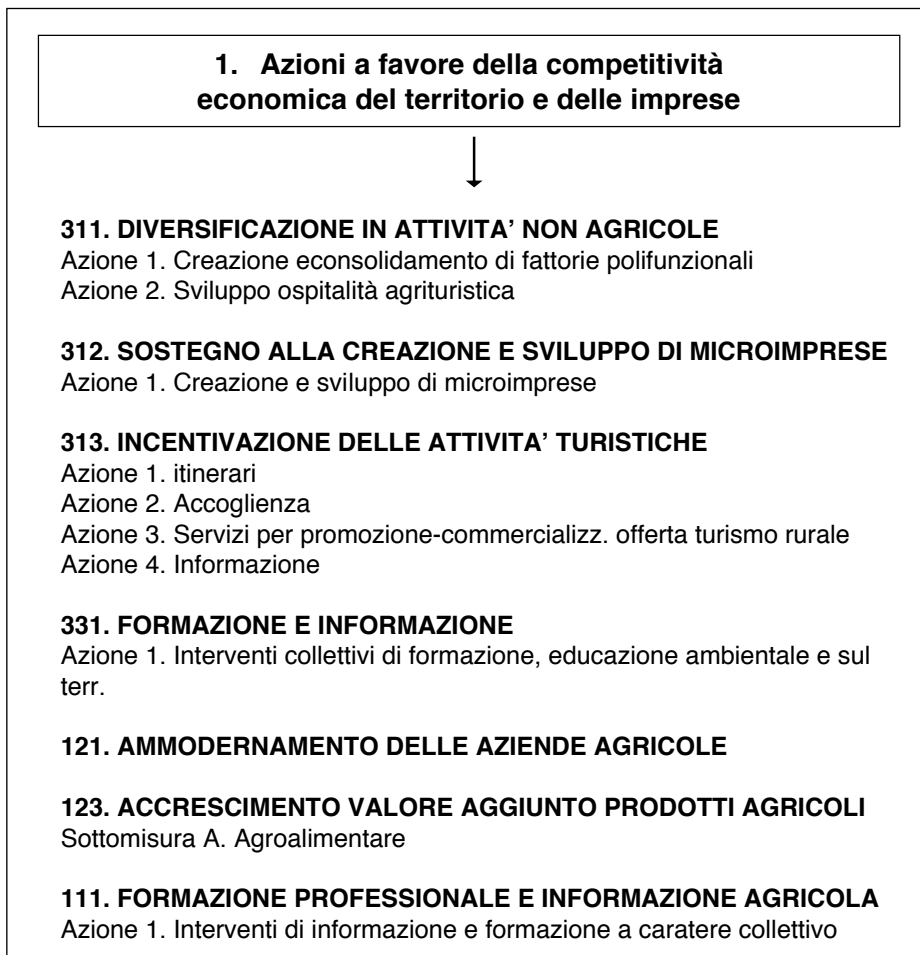 1. Azioni a favore della competitività
economica del territorio e delle imprese
311. DIVERSIFICAZIONE IN ATTIVITA’ NON AGRICOLE
Azione 1. Creazione econsolidamento di fattorie polifunzionali
Azione 2. Sviluppo ospitalità agrituristica
312. SOSTEGNO ALLA CREAZIONE E SVILUPPO DI MICROIMPRESE
Azione 1. Creazione e sviluppo di microimprese
313. INCENTIVAZIONE DELLE ATTIVITA’ TURISTICHE
Azione 1. itinerari
Azione 2. Accoglienza
Azione 3. Servizi per promozione-commercializz. offerta turismo rurale
Azione 4. Informazione
331. FORMAZIONE E INFORMAZIONE
Azione 1. Interventi collettivi di formazione, educazione ambientale e sul
terr.
121. AMMODERNAMENTO DELLE AZIENDE AGRICOLE
123. ACCRESCIMENTO VALORE AGGIUNTO PRODOTTI AGRICOLI
Sottomisura A. Agroalimentare
111. FORMAZIONE PROFESSIONALE E INFORMAZIONE AGRICOLA
Azione 1. Interventi di informazione e formazione a caratere collettivo